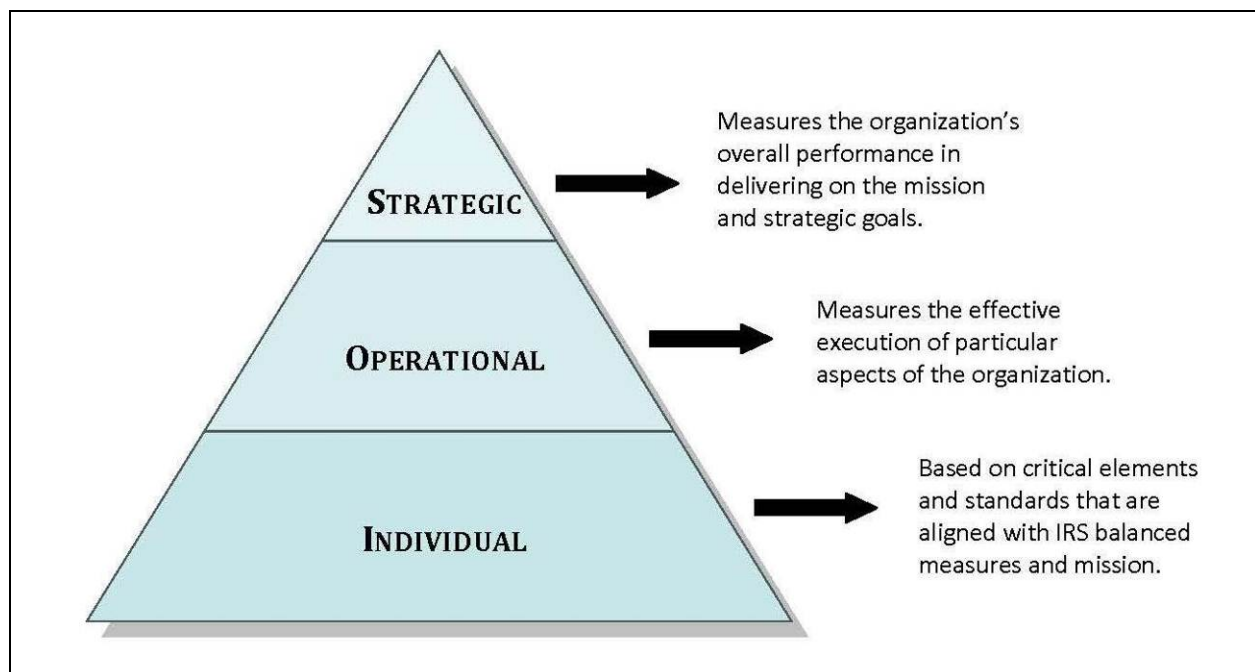 STRATEGIC
Measures the organization's
overall performance in
delivering on the mission
and strategic goals.
OPERATIONAL
Measures the effective
execution of particular
aspects of the organization.
INDIVIDUAL
Based on critical elements
and standards that are
aligned with IRS balanced
measures and mission.